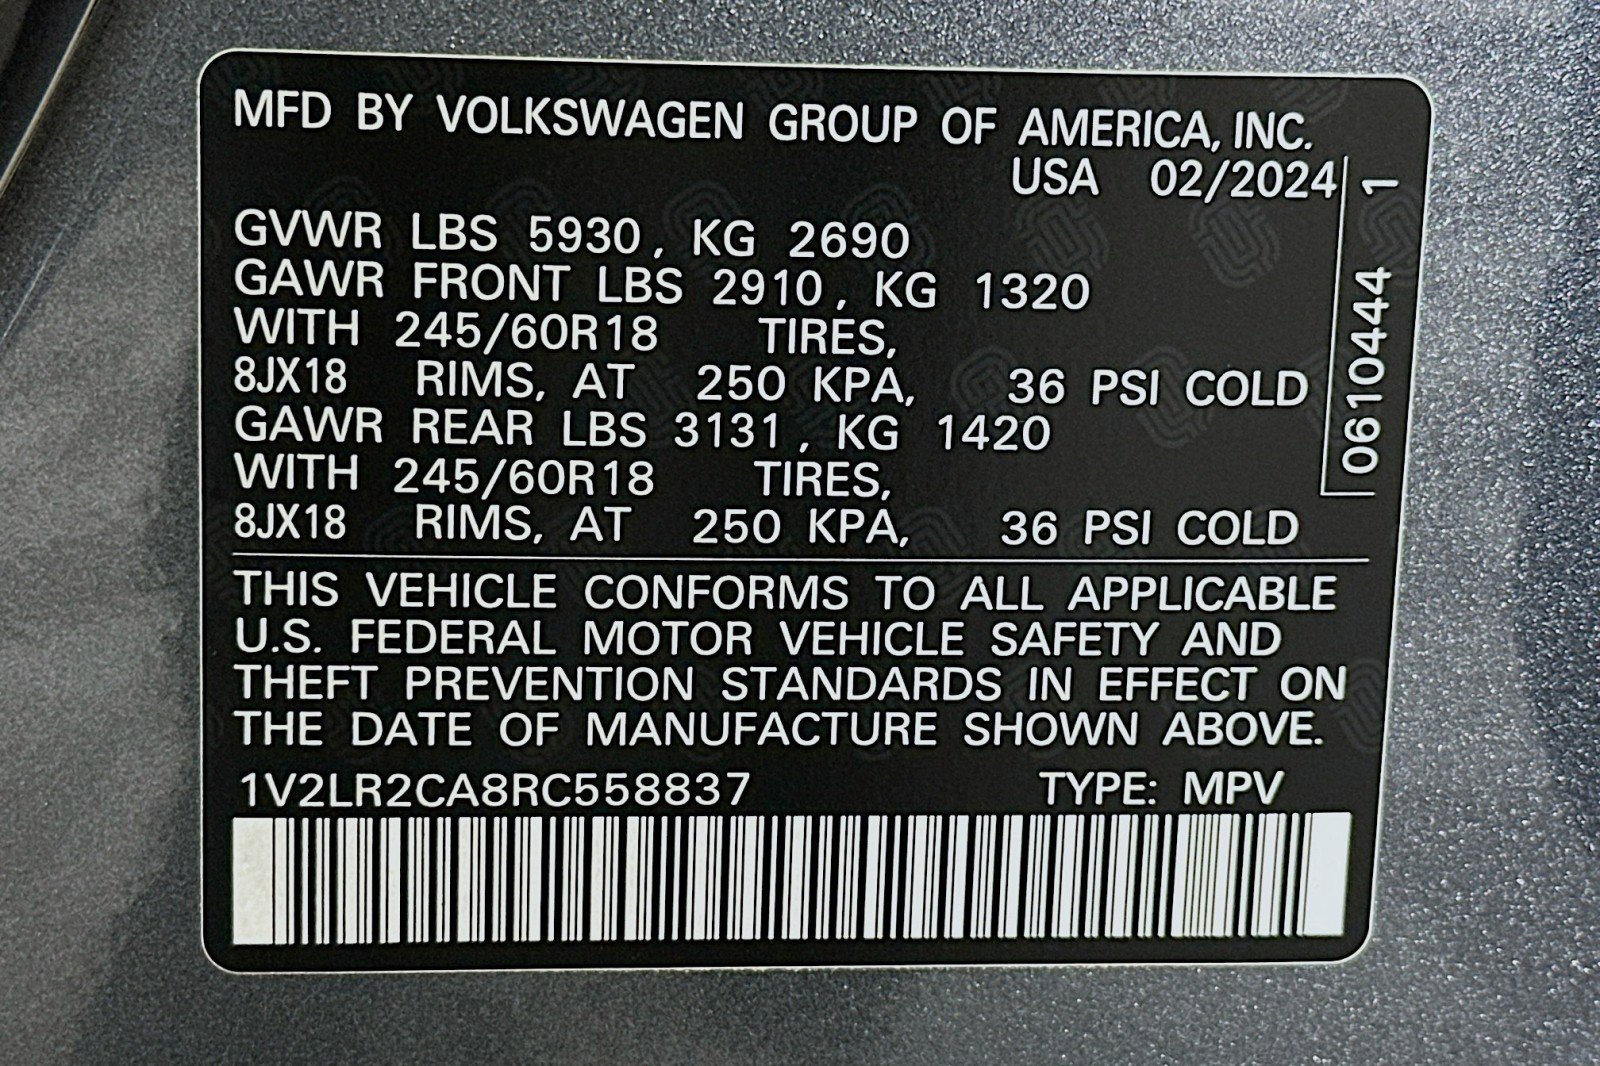 MFD BY VOLKSWAGEN GROUP OF AMERICA, INC.
USA 02/2024
GVWR LBS 5930, KG 2690
GAWR FRONT LBS 2910, KG 1320
WITH 245/60R18 TIRES,
8JX18 RIMS, AT 250 KPA, 36 PSI COLD
GAWR REAR LBS 3131, KG 1420
WITH 245/60R18 TIRES,
8JX18 RIMS, AT 250 KPA, 36 PSI COLD
0610444 1
THIS VEHICLE CONFORMS TO ALL APPLICABLE
U.S. FEDERAL MOTOR VEHICLE SAFETY AND
THEFT PREVENTION STANDARDS IN EFFECT ON
THE DATE OF MANUFACTURE SHOWN ABOVE.
1V2LR2CA8RC558837 TYPE: MPV